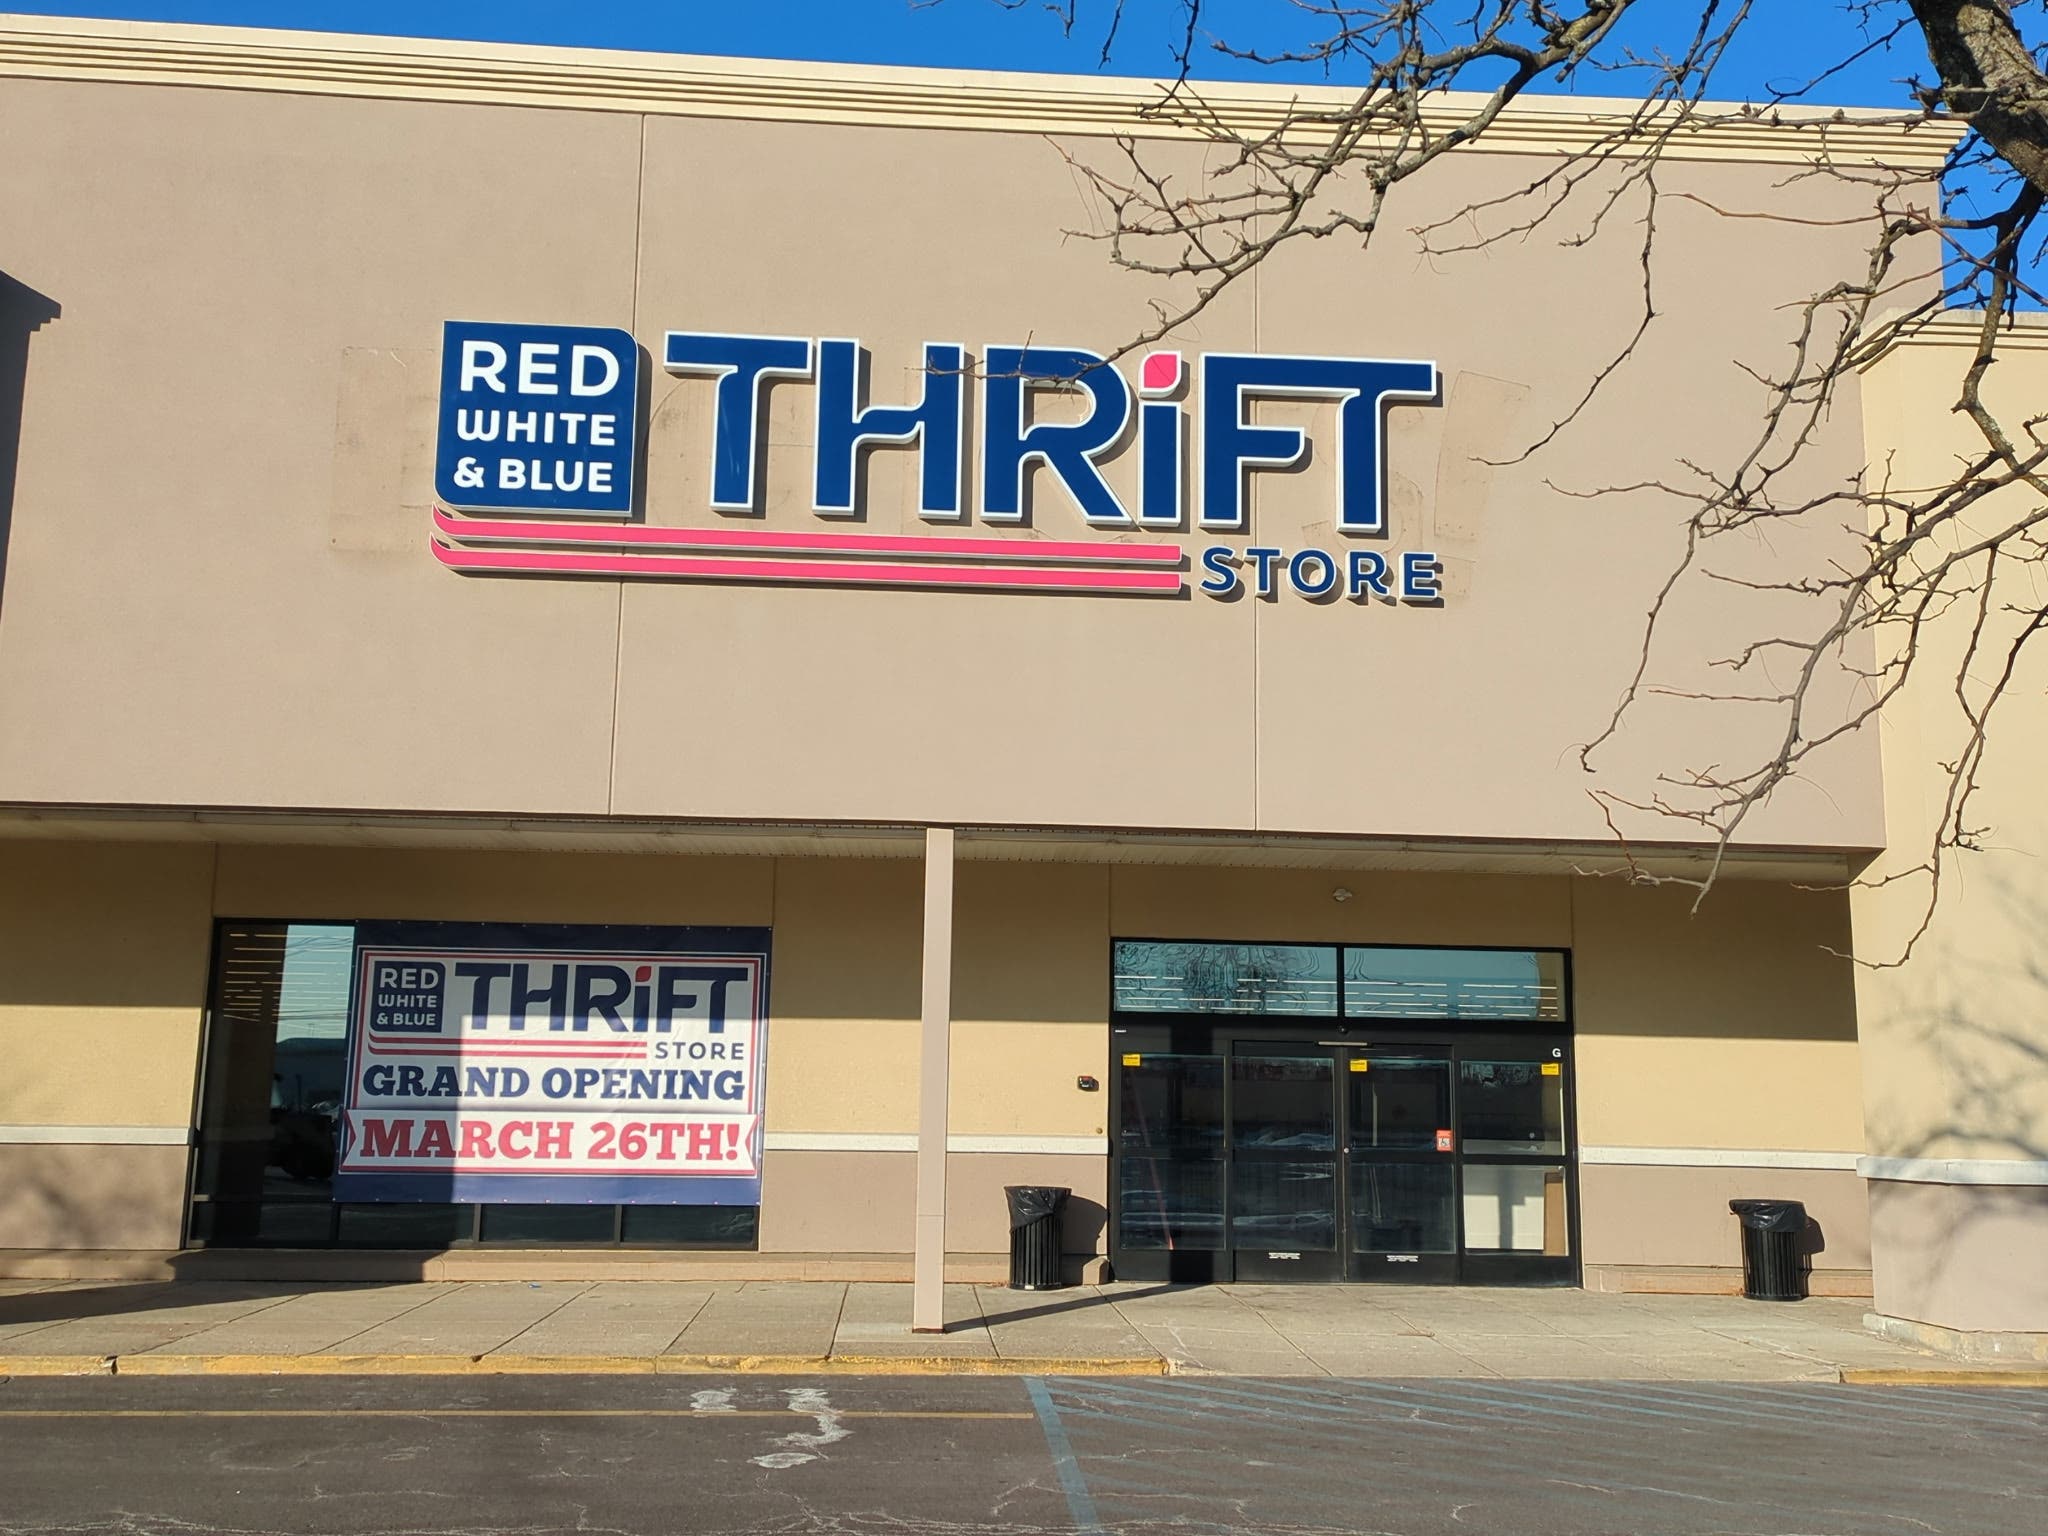 RED
WHITE
& BLUE
THRiFT
STORE
RED
WHITE
& BLUE
THRiFT
STORE
GRAND OPENING
MARCH 26TH!
G